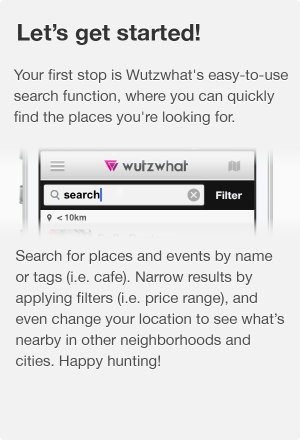 Let's get started!
Your first stop is Wutzwhat's easy-to-use
search function, where you can quickly
find the places you're looking for.
wutzwhat
search Filter
< 10km
Search for places and events by name
or tags (i.e. cafe). Narrow results by
applying filters (i.e. price range), and
even change your location to see what's
nearby in other neighborhoods and
cities. Happy hunting!